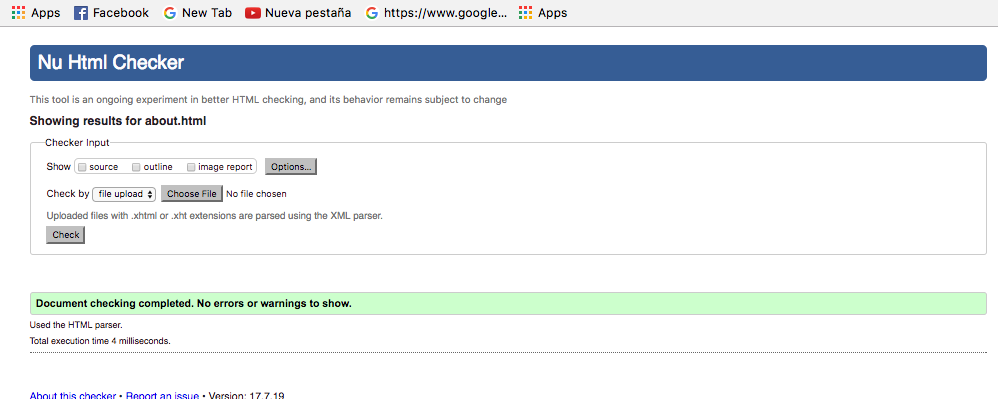 Apps Facebook New Tab Nueva pestaña https://www.google... Apps
Nu Html Checker
This tool is an ongoing experiment in better HTML checking, and its behavior remains subject to change
Showing results for about.html
Checker Input
Show source outline image report Options...
Check by file upload Choose File No file chosen
Uploaded files with .xhtml or .xht extensions are parsed using the XML parser.
Check
Document checking completed. No errors or warnings to show.
Used the HTML parser.
Total execution time 4 milliseconds.
About this checker • Report an issue • Version: 17.7.19